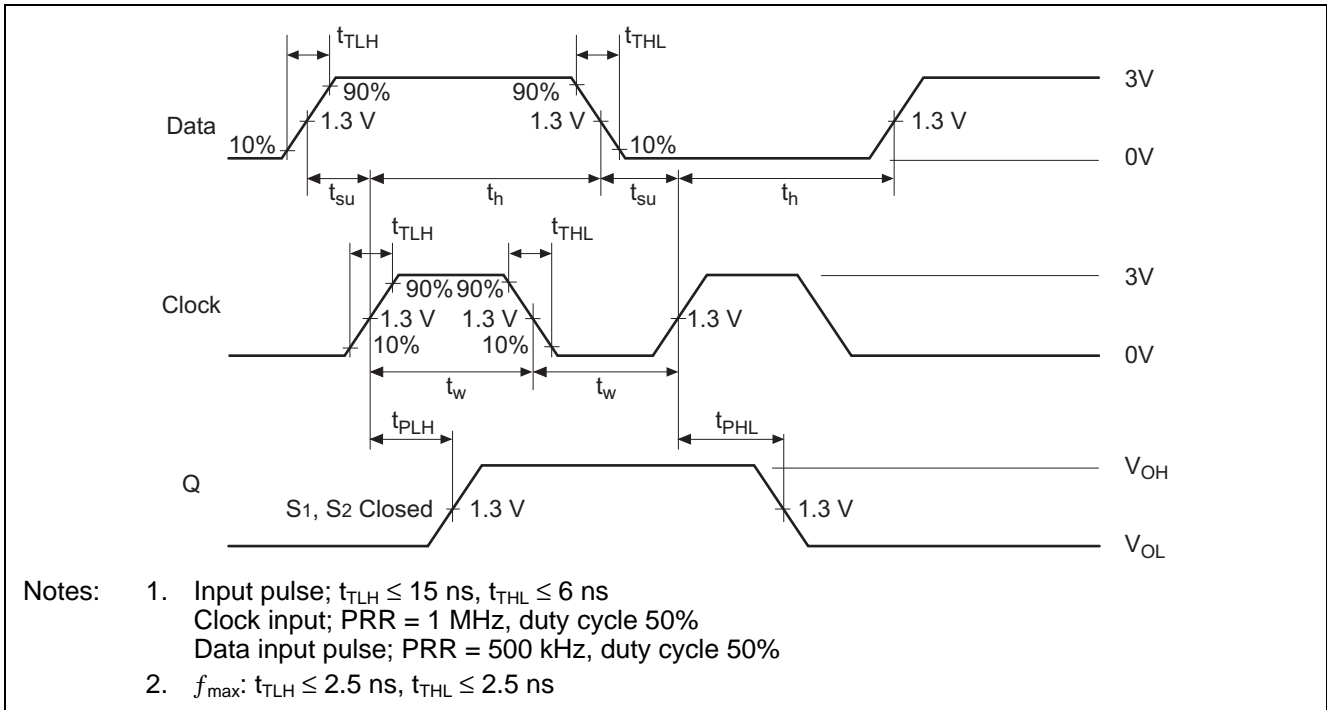 tTLH tTHL
3V
90% 90%
Data 1.3 V 1.3 V 1.3 V
10% 10%
0V
tsu th tsu th
tTLH tTHL
3V
90% 90%
Clock
1.3 V 1.3 V 1.3 V
10% 10%
0V
tw tw
tPLH tPHL
VOH
Q
S1, S2 Closed 1.3 V 1.3 V
VOL
Notes: 1. Input pulse; tTLH ≤ 15 ns, tTHL ≤ 6 ns
Clock input; PRR = 1 MHz, duty cycle 50%
Data input pulse; PRR = 500 kHz, duty cycle 50%
2. fmax: tTLH ≤ 2.5 ns, tTHL ≤ 2.5 ns